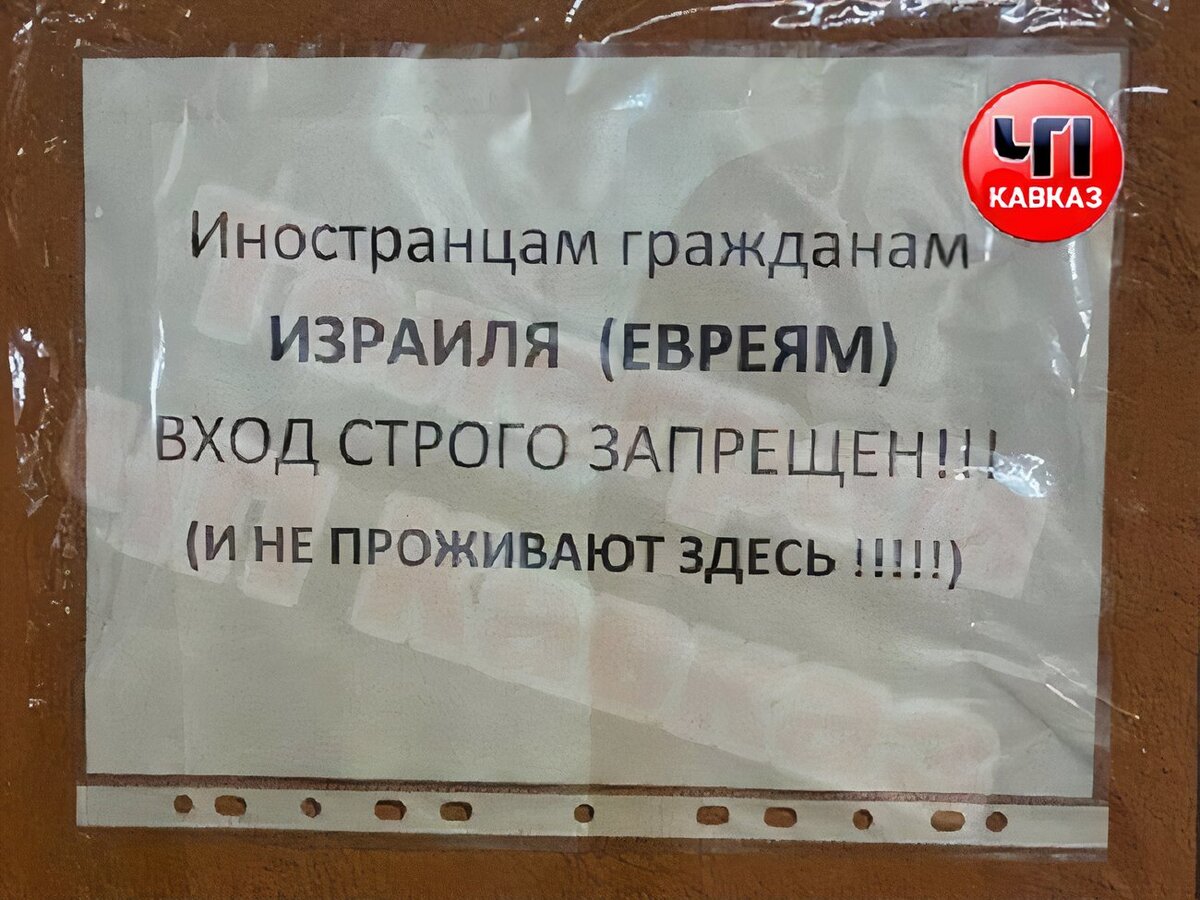 ЧП
КАВКАЗ
Иностранцам гражданам
ИЗРАИЛЯ (ЕВРЕЯМ)
ВХОД СТРОГО ЗАПРЕЩЕН!!!
(И НЕ ПРОЖИВАЮТ ЗДЕСЬ !!!!!)